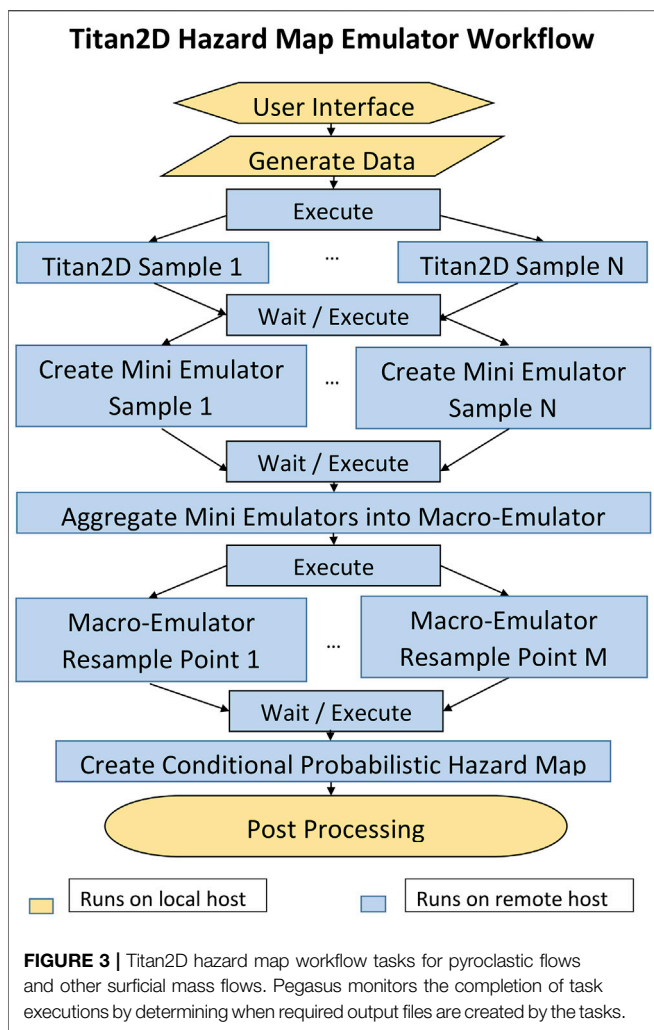 Titan2D Hazard Map Emulator Workflow
User Interface
Generate Data
Execute
Titan2D Sample 1
...
Titan2D Sample N
Wait / Execute
Create Mini Emulator
Sample 1
...
Create Mini Emulator
Sample N
Wait / Execute
Aggregate Mini Emulators into Macro-Emulator
Execute
Macro-Emulator
Resample Point 1
...
Macro-Emulator
Resample Point M
Wait / Execute
Create Conditional Probabilistic Hazard Map
Post Processing
Runs on local host
Runs on remote host
FIGURE 3 | Titan2D hazard map workflow tasks for pyroclastic flows
and other surficial mass flows. Pegasus monitors the completion of task
executions by determining when required output files are created by the tasks.